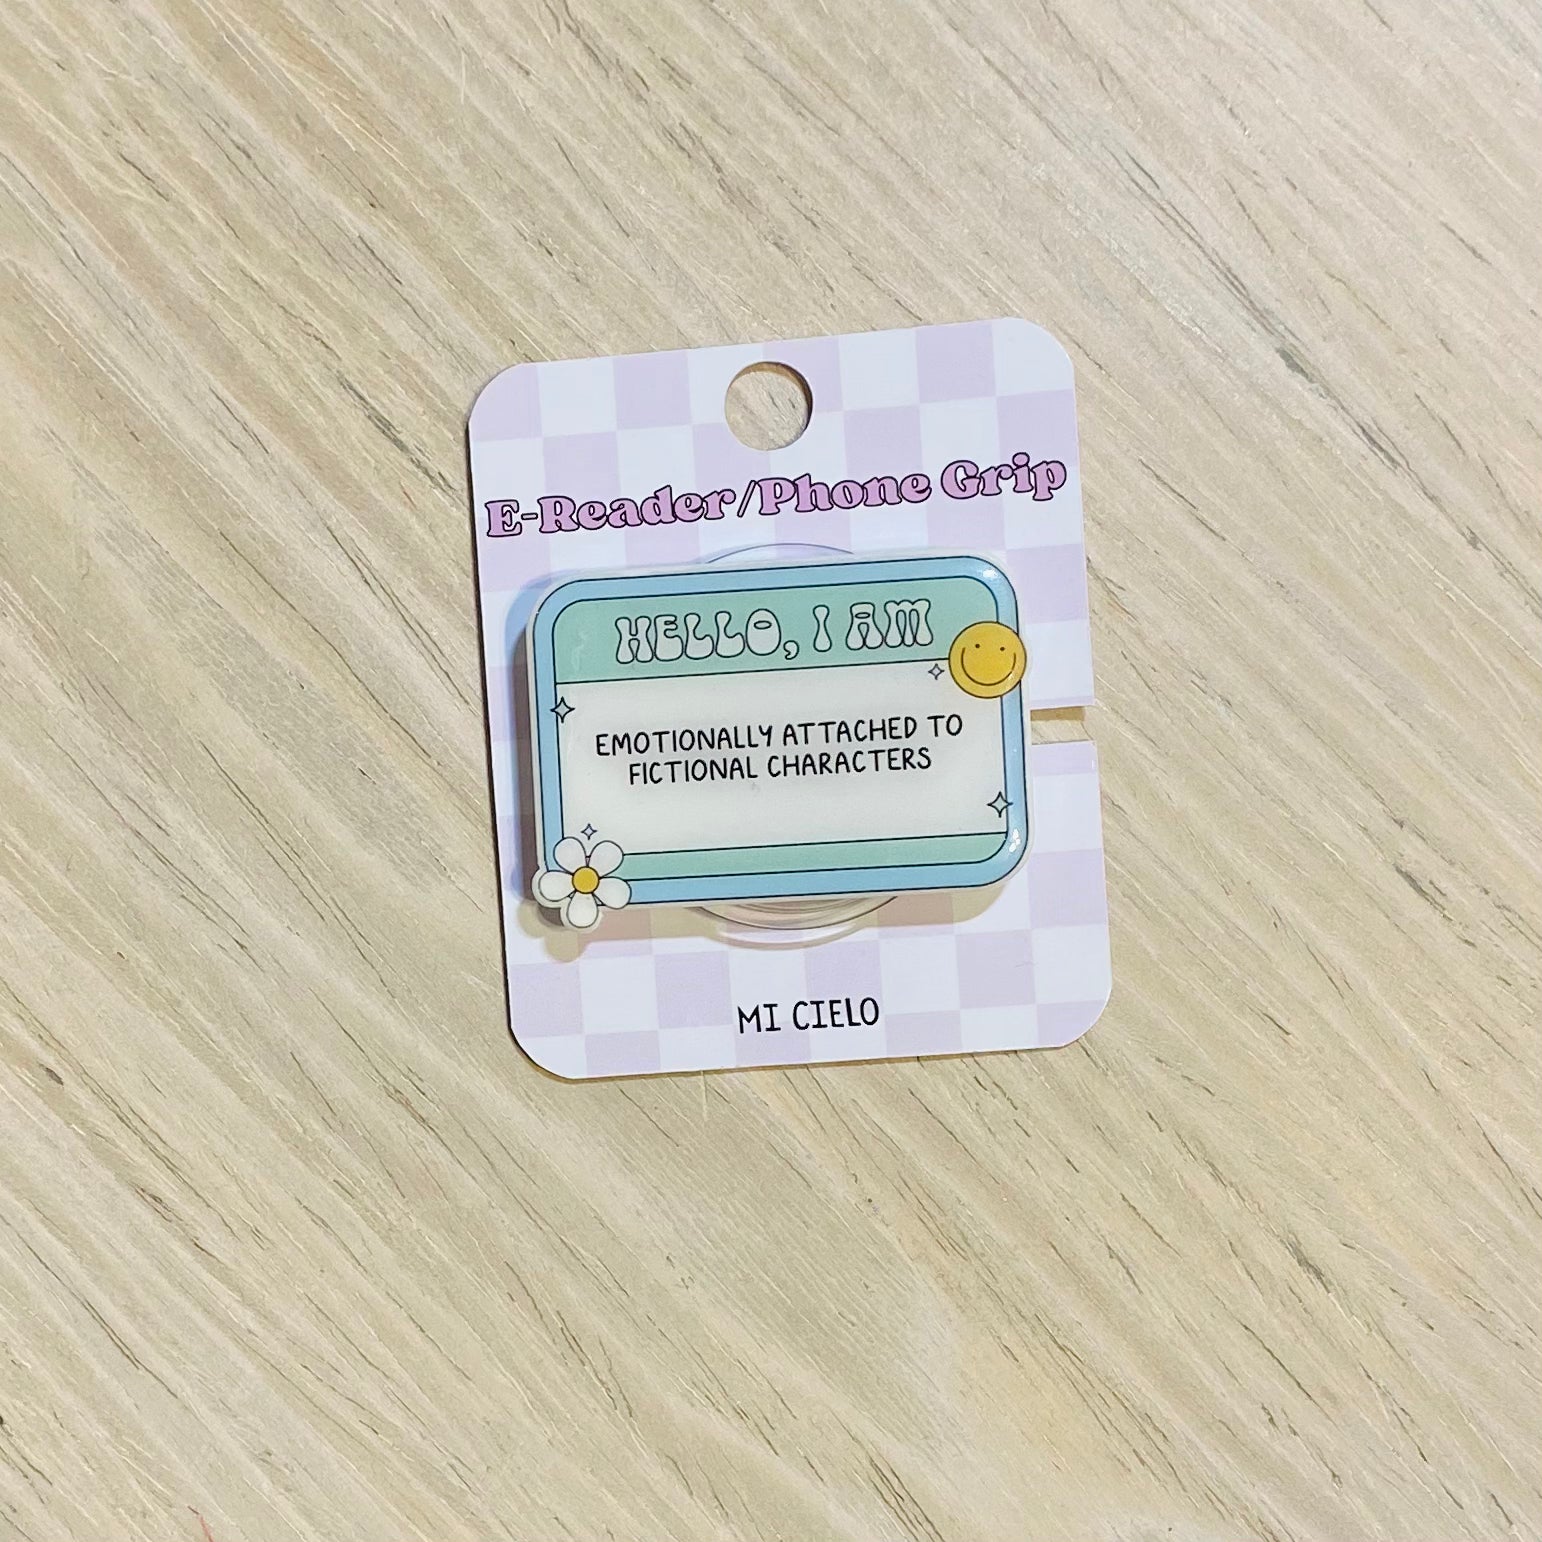 E-Reader/Phone Grip
HELLO, I AM
EMOTIONALLY ATTACHED TO
FICTIONAL CHARACTERS
MI CIELO